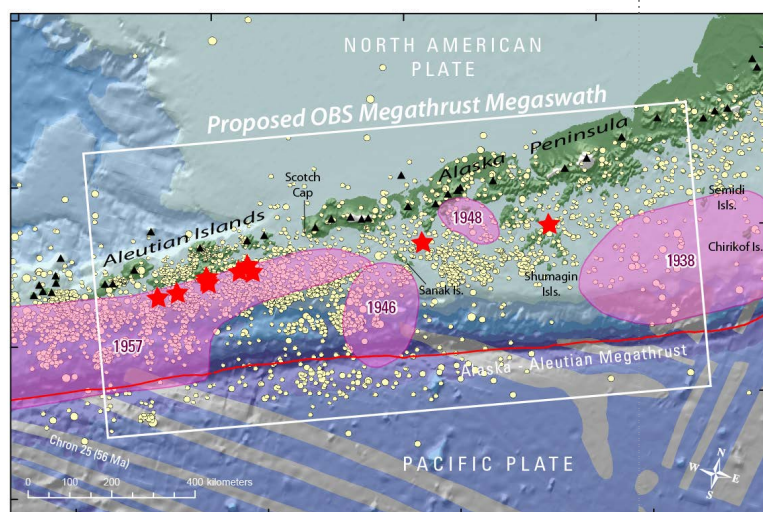 NORTH AMERICAN
PLATE
Proposed OBS Megathrust Megaswath
Alaska Peninsula
Scotch
Cap
Semidi
Isls.
1948
Aleutian Islands
Chirikof Is.
1938
Shumagin
Isls.
Sanak Is.
1946
1957
Alaska - Aleutian Megathrust
Chron 25 (56 Ma)
PACIFIC PLATE
N
W E
S
0 100 200 400 kilometers